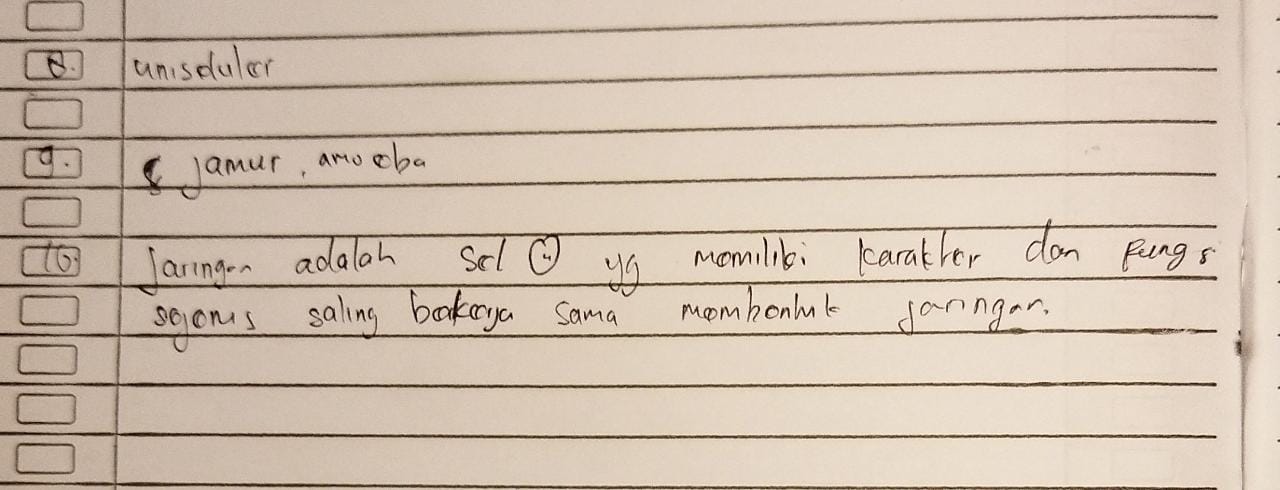 8. uniseluler
9. jamur, amoeba
10. Jaringan adalah Sel ② yg memiliki karakter dan fungsi
sejenis saling bekerja sama membentuk jaringan.